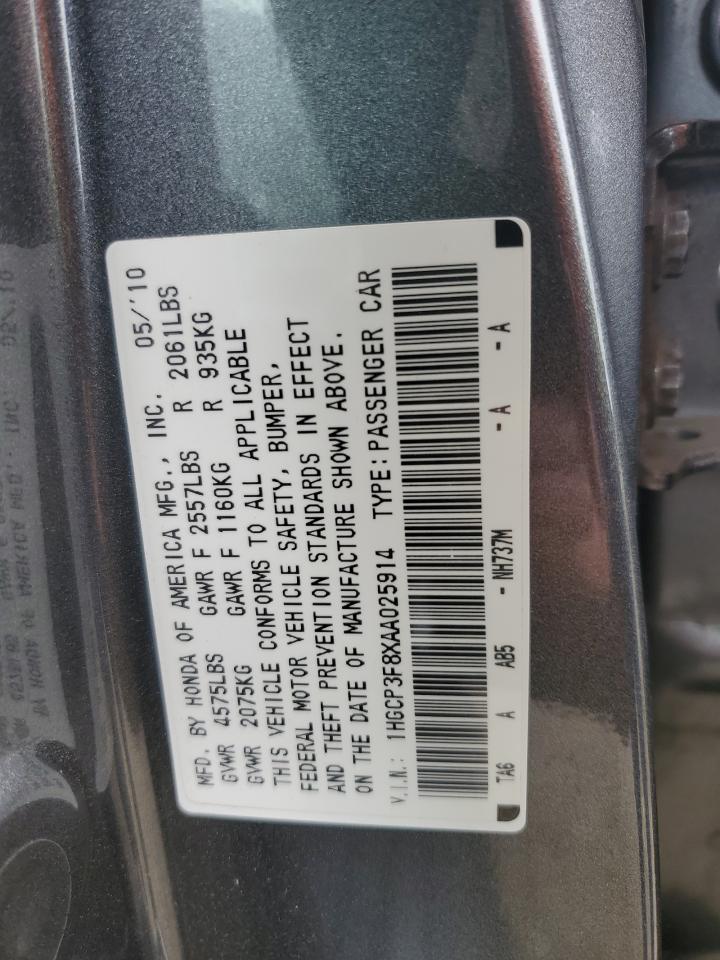 MFD. BY HONDA OF AMERICA MFG., INC. 05/'10
GVWR 4575LBS GAWR F 2557LBS R 2061LBS
GVWR 2075KG GAWR F 1160KG R 935KG
THIS VEHICLE CONFORMS TO ALL APPLICABLE
FEDERAL MOTOR VEHICLE SAFETY, BUMPER,
AND THEFT PREVENTION STANDARDS IN EFFECT
ON THE DATE OF MANUFACTURE SHOWN ABOVE.
V.I.N.: 1HGCP3F8XAA025914 TYPE: PASSENGER CAR
TA6 A AB5 - NH737M - A - A